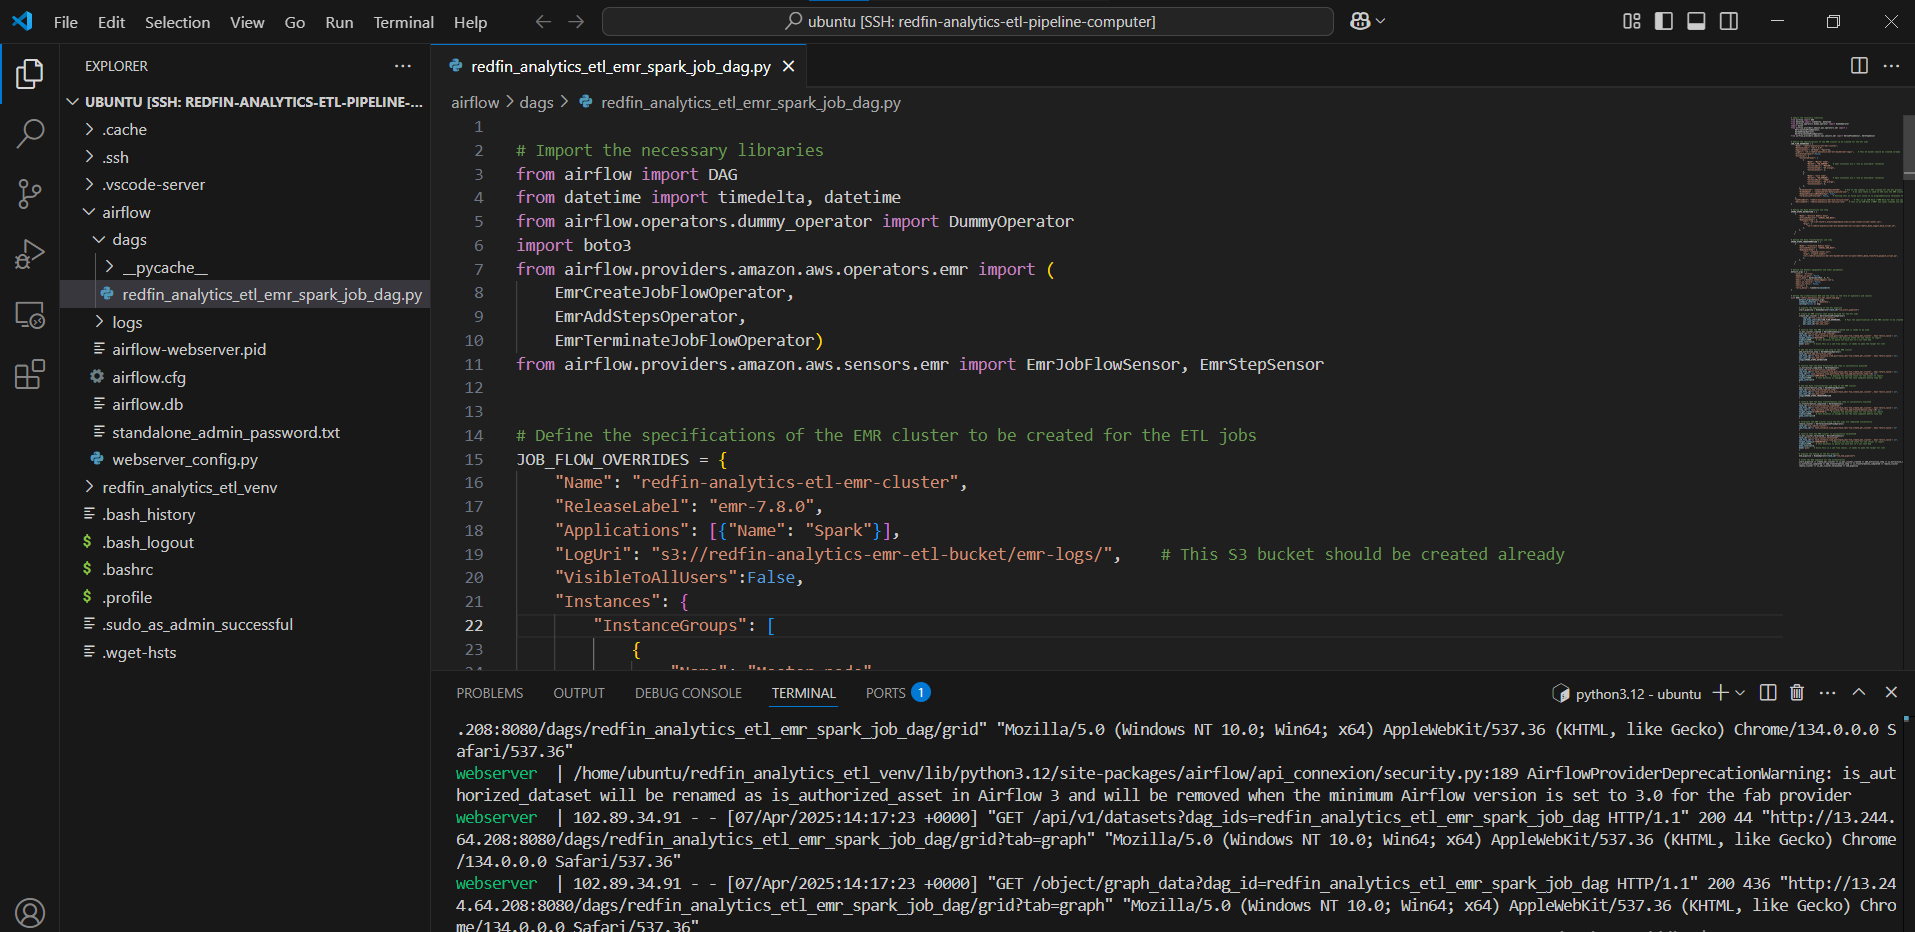 File Edit Selection View Go Run Terminal Help
ubuntu [SSH: redfin-analytics-etl-pipeline-computer]
EXPLORER
UBUNTU [SSH: REDFIN-ANALYTICS-ETL-PIPELINE-...
.cache
.ssh
.vscode-server
airflow
dags
__pycache__
redfin_analytics_etl_emr_spark_job_dag.py
logs
airflow-webserver.pid
airflow.cfg
airflow.db
standalone_admin_password.txt
webserver_config.py
redfin_analytics_etl_venv
.bash_history
$ .bash_logout
$ .bashrc
$ .profile
.sudo_as_admin_successful
.wget-hsts
redfin_analytics_etl_emr_spark_job_dag.py
airflow > dags > redfin_analytics_etl_emr_spark_job_dag.py
1
2 # Import the necessary libraries
3 from airflow import DAG
4 from datetime import timedelta, datetime
5 from airflow.operators.dummy_operator import DummyOperator
6 import boto3
7 from airflow.providers.amazon.aws.operators.emr import (
8 EmrCreateJobFlowOperator,
9 EmrAddStepsOperator,
10 EmrTerminateJobFlowOperator)
11 from airflow.providers.amazon.aws.sensors.emr import EmrJobFlowSensor, EmrStepSensor
12
13
14 # Define the specifications of the EMR cluster to be created for the ETL jobs
15 JOB_FLOW_OVERRIDES = {
16 "Name": "redfin-analytics-etl-emr-cluster",
17 "ReleaseLabel": "emr-7.8.0",
18 "Applications": [{"Name": "Spark"}],
19 "LogUri": "s3://redfin-analytics-emr-etl-bucket/emr-logs/", # This S3 bucket should be created already
20 "VisibleToAllUsers":False,
21 "Instances": {
22 "InstanceGroups": [
23 {
24 "Name": "Master node"
PROBLEMS OUTPUT DEBUG CONSOLE TERMINAL PORTS 1
python3.12 - ubuntu
.208:8080/dags/redfin_analytics_etl_emr_spark_job_dag/grid" "Mozilla/5.0 (Windows NT 10.0; Win64; x64) AppleWebKit/537.36 (KHTML, like Gecko) Chrome/134.0.0.0 S
afari/537.36"
webserver | /home/ubuntu/redfin_analytics_etl_venv/lib/python3.12/site-packages/airflow/api_connexion/security.py:189 AirflowProviderDeprecationWarning: is_aut
horized_dataset will be renamed as is_authorized_asset in Airflow 3 and will be removed when the minimum Airflow version is set to 3.0 for the fab provider
webserver | 102.89.34.91 - - [07/Apr/2025:14:17:23 +0000] "GET /api/v1/datasets?dag_ids=redfin_analytics_etl_emr_spark_job_dag HTTP/1.1" 200 44 "http://13.244.
64.208:8080/dags/redfin_analytics_etl_emr_spark_job_dag/grid?tab=graph" "Mozilla/5.0 (Windows NT 10.0; Win64; x64) AppleWebKit/537.36 (KHTML, like Gecko) Chrome
/134.0.0.0 Safari/537.36"
webserver | 102.89.34.91 - - [07/Apr/2025:14:17:23 +0000] "GET /object/graph_data?dag_id=redfin_analytics_etl_emr_spark_job_dag HTTP/1.1" 200 436 "http://13.24
4.64.208:8080/dags/redfin_analytics_etl_emr_spark_job_dag/grid?tab=graph" "Mozilla/5.0 (Windows NT 10.0; Win64; x64) AppleWebKit/537.36 (KHTML, like Gecko) Chro
me/134.0.0.0 Safari/537.36"